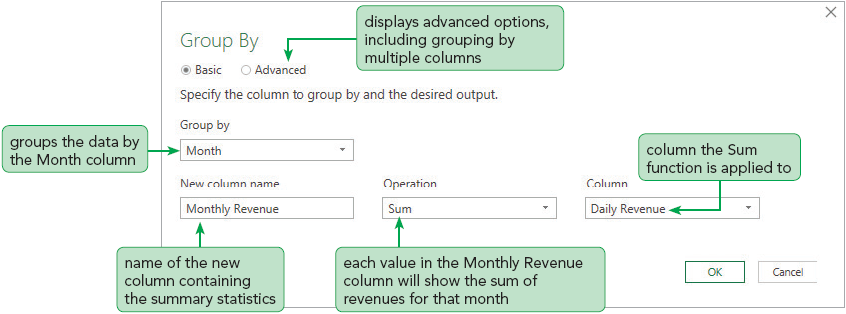 displays advanced options,
including grouping by
multiple columns
Group By
Basic
Advanced
Specify the column to group by and the desired output.
Group by
groups the data by
the Month column
Month
column the Sum
function is applied to
New column name
Operation
Column
Monthly Revenue
Sum
Daily Revenue
name of the new
column containing
the summary statistics
each value in the Monthly Revenue
column will show the sum of
revenues for that month
OK
Cancel